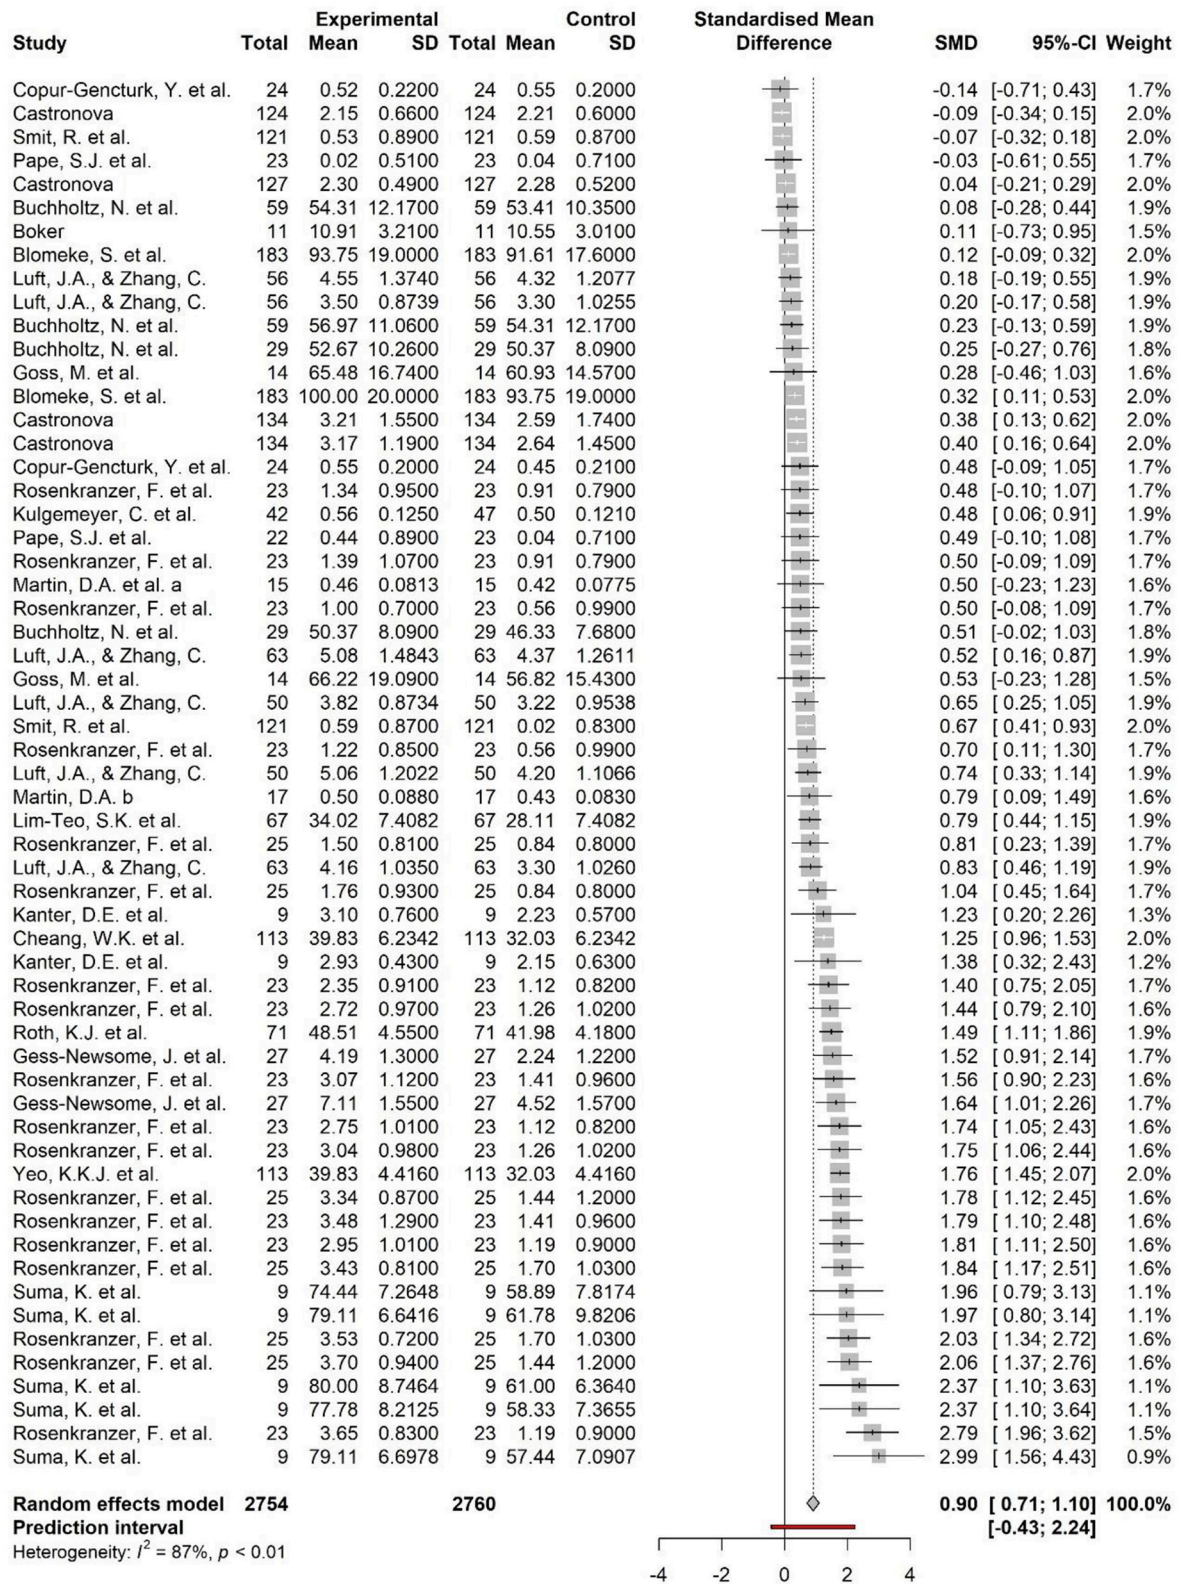 Experimental Control Standardised Mean
Study Total Mean SD Total Mean SD Difference SMD 95%-CI Weight
Copur-Gencturk, Y. et al. 24 0.52 0.2200 24 0.55 0.2000 -0.14 [-0.71; 0.43] 1.7%
Castronova 124 2.15 0.6600 124 2.21 0.6000 -0.09 [-0.34; 0.15] 2.0%
Smit, R. et al. 121 0.53 0.8900 121 0.59 0.8700 -0.07 [-0.32; 0.18] 2.0%
Pape, S.J. et al. 23 0.02 0.5100 23 0.04 0.7100 -0.03 [-0.61; 0.55] 1.7%
Castronova 127 2.30 0.4900 127 2.28 0.5200 0.04 [-0.21; 0.29] 2.0%
Buchholtz, N. et al. 59 54.31 12.1700 59 53.41 10.3500 0.08 [-0.28; 0.44] 1.9%
Boker 11 10.91 3.2100 11 10.55 3.0100 0.11 [-0.73; 0.95] 1.5%
Blomeke, S. et al. 183 93.75 19.0000 183 91.61 17.6000 0.12 [-0.09; 0.32] 2.0%
Luft, J.A., & Zhang, C. 56 4.55 1.3740 56 4.32 1.2077 0.18 [-0.19; 0.55] 1.9%
Luft, J.A., & Zhang, C. 56 3.50 0.8739 56 3.30 1.0255 0.20 [-0.17; 0.58] 1.9%
Buchholtz, N. et al. 59 56.97 11.0600 59 54.31 12.1700 0.23 [-0.13; 0.59] 1.9%
Buchholtz, N. et al. 29 52.67 10.2600 29 50.37 8.0900 0.25 [-0.27; 0.76] 1.8%
Goss, M. et al. 14 65.48 16.7400 14 60.93 14.5700 0.28 [-0.46; 1.03] 1.6%
Blomeke, S. et al. 183 100.00 20.0000 183 93.75 19.0000 0.32 [ 0.11; 0.53] 2.0%
Castronova 134 3.21 1.5500 134 2.59 1.7400 0.38 [ 0.13; 0.62] 2.0%
Castronova 134 3.17 1.1900 134 2.64 1.4500 0.40 [ 0.16; 0.64] 2.0%
Copur-Gencturk, Y. et al. 24 0.55 0.2000 24 0.45 0.2100 0.48 [-0.09; 1.05] 1.7%
Rosenkranzer, F. et al. 23 1.34 0.9500 23 0.91 0.7900 0.48 [-0.10; 1.07] 1.7%
Kulgemeyer, C. et al. 42 0.56 0.1250 47 0.50 0.1210 0.48 [ 0.06; 0.91] 1.9%
Pape, S.J. et al. 22 0.44 0.8900 23 0.04 0.7100 0.49 [-0.10; 1.08] 1.7%
Rosenkranzer, F. et al. 23 1.39 1.0700 23 0.91 0.7900 0.50 [-0.09; 1.09] 1.7%
Martin, D.A. et al. a 15 0.46 0.0813 15 0.42 0.0775 0.50 [-0.23; 1.23] 1.6%
Rosenkranzer, F. et al. 23 1.00 0.7000 23 0.56 0.9900 0.50 [-0.08; 1.09] 1.7%
Buchholtz, N. et al. 29 50.37 8.0900 29 46.33 7.6800 0.51 [-0.02; 1.03] 1.8%
Luft, J.A., & Zhang, C. 63 5.08 1.4843 63 4.37 1.2611 0.52 [ 0.16; 0.87] 1.9%
Goss, M. et al. 14 66.22 19.0900 14 56.82 15.4300 0.53 [-0.23; 1.28] 1.5%
Luft, J.A., & Zhang, C. 50 3.82 0.8734 50 3.22 0.9538 0.65 [ 0.25; 1.05] 1.9%
Smit, R. et al. 121 0.59 0.8700 121 0.02 0.8300 0.67 [ 0.41; 0.93] 2.0%
Rosenkranzer, F. et al. 23 1.22 0.8500 23 0.56 0.9900 0.70 [ 0.11; 1.30] 1.7%
Luft, J.A., & Zhang, C. 50 5.06 1.2022 50 4.20 1.1066 0.74 [ 0.33; 1.14] 1.9%
Martin, D.A. b 17 0.50 0.0880 17 0.43 0.0830 0.79 [ 0.09; 1.49] 1.6%
Lim-Teo, S.K. et al. 67 34.02 7.4082 67 28.11 7.4082 0.79 [ 0.44; 1.15] 1.9%
Rosenkranzer, F. et al. 25 1.50 0.8100 25 0.84 0.8000 0.81 [ 0.23; 1.39] 1.7%
Luft, J.A., & Zhang, C. 63 4.16 1.0350 63 3.30 1.0260 0.83 [ 0.46; 1.19] 1.9%
Rosenkranzer, F. et al. 25 1.76 0.9300 25 0.84 0.8000 1.04 [ 0.45; 1.64] 1.7%
Kanter, D.E. et al. 9 3.10 0.7600 9 2.23 0.5700 1.23 [ 0.20; 2.26] 1.3%
Cheang, W.K. et al. 113 39.83 6.2342 113 32.03 6.2342 1.25 [ 0.96; 1.53] 2.0%
Kanter, D.E. et al. 9 2.93 0.4300 9 2.15 0.6300 1.38 [ 0.32; 2.43] 1.2%
Rosenkranzer, F. et al. 23 2.35 0.9100 23 1.12 0.8200 1.40 [ 0.75; 2.05] 1.7%
Rosenkranzer, F. et al. 23 2.72 0.9700 23 1.26 1.0200 1.44 [ 0.79; 2.10] 1.6%
Roth, K.J. et al. 71 48.51 4.5500 71 41.98 4.1800 1.49 [ 1.11; 1.86] 1.9%
Gess-Newsome, J. et al. 27 4.19 1.3000 27 2.24 1.2200 1.52 [ 0.91; 2.14] 1.7%
Rosenkranzer, F. et al. 23 3.07 1.1200 23 1.41 0.9600 1.56 [ 0.90; 2.23] 1.6%
Gess-Newsome, J. et al. 27 7.11 1.5500 27 4.52 1.5700 1.64 [ 1.01; 2.26] 1.7%
Rosenkranzer, F. et al. 23 2.75 1.0100 23 1.12 0.8200 1.74 [ 1.05; 2.43] 1.6%
Rosenkranzer, F. et al. 23 3.04 0.9800 23 1.26 1.0200 1.75 [ 1.06; 2.44] 1.6%
Yeo, K.K.J. et al. 113 39.83 4.4160 113 32.03 4.4160 1.76 [ 1.45; 2.07] 2.0%
Rosenkranzer, F. et al. 25 3.34 0.8700 25 1.44 1.2000 1.78 [ 1.12; 2.45] 1.6%
Rosenkranzer, F. et al. 23 3.48 1.2900 23 1.41 0.9600 1.79 [ 1.10; 2.48] 1.6%
Rosenkranzer, F. et al. 23 2.95 1.0100 23 1.19 0.9000 1.81 [ 1.11; 2.50] 1.6%
Rosenkranzer, F. et al. 25 3.43 0.8100 25 1.70 1.0300 1.84 [ 1.17; 2.51] 1.6%
Suma, K. et al. 9 74.44 7.2648 9 58.89 7.8174 1.96 [ 0.79; 3.13] 1.1%
Suma, K. et al. 9 79.11 6.6416 9 61.78 9.8206 1.97 [ 0.80; 3.14] 1.1%
Rosenkranzer, F. et al. 25 3.53 0.7200 25 1.70 1.0300 2.03 [ 1.34; 2.72] 1.6%
Rosenkranzer, F. et al. 25 3.70 0.9400 25 1.44 1.2000 2.06 [ 1.37; 2.76] 1.6%
Suma, K. et al. 9 80.00 8.7464 9 61.00 6.3640 2.37 [ 1.10; 3.63] 1.1%
Suma, K. et al. 9 77.78 8.2125 9 58.33 7.3655 2.37 [ 1.10; 3.64] 1.1%
Rosenkranzer, F. et al. 23 3.65 0.8300 23 1.19 0.9000 2.79 [ 1.96; 3.62] 1.5%
Suma, K. et al. 9 79.11 6.6978 9 57.44 7.0907 2.99 [ 1.56; 4.43] 0.9%
Random effects model 2754 2760 0.90 [ 0.71; 1.10] 100.0%
Prediction interval [-0.43; 2.24]
Heterogeneity: I² = 87%, p < 0.01
-4 -2 0 2 4